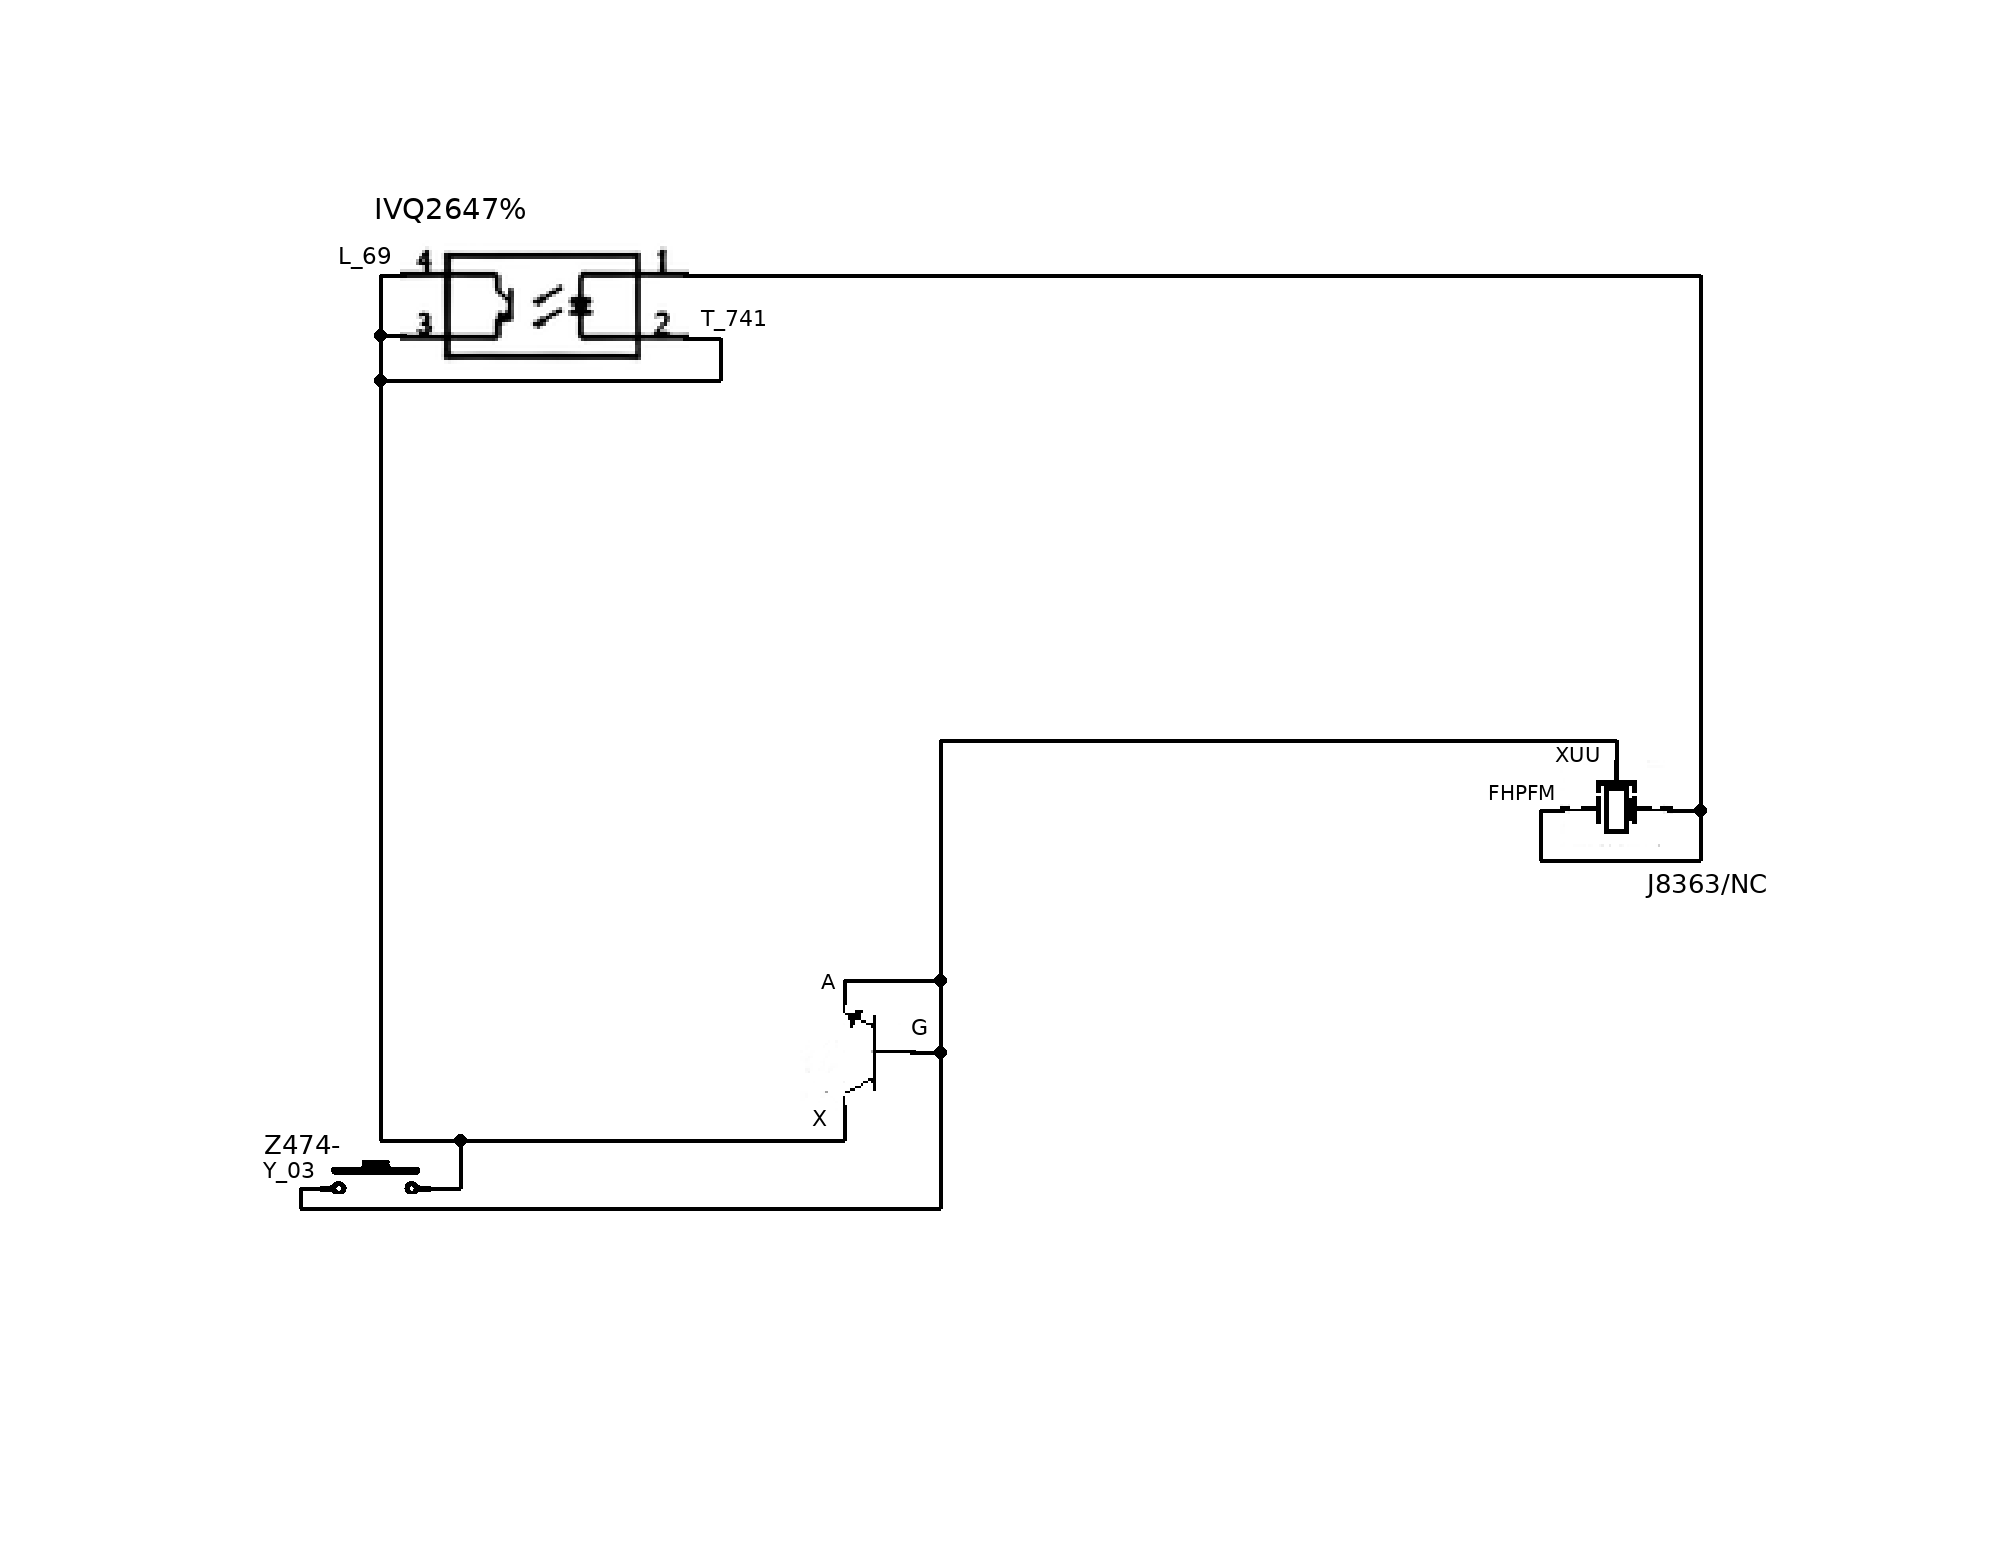 IVQ2647%
L_69
4
1
3
2
T_741
XUU
FHPFM
J8363/NC
A
G
X
Z474-
Y_03